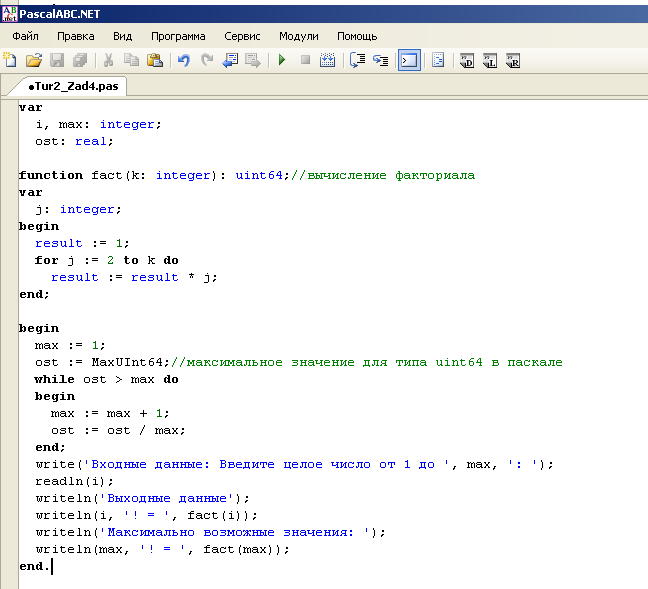 PascalABC.NET
Файл Правка Вид Программа Сервис Модули Помощь
•Tur2_Zad4.pas
var
  i, max: integer;
  ost: real;

function fact(k: integer): uint64;//вычисление факториала
var
  j: integer;
begin
  result := 1;
  for j := 2 to k do
    result := result * j;
end;

begin
  max := 1;
  ost := MaxUInt64;//максимальное значение для типа uint64 в паскале
  while ost > max do
  begin
    max := max + 1;
    ost := ost / max;
  end;
  write('Входные данные: Введите целое число от 1 до ', max, ': ');
  readln(i);
  writeln('Выходные данные');
  writeln(i, '! = ', fact(i));
  writeln('Максимально возможные значения: ');
  writeln(max, '! = ', fact(max));
end.